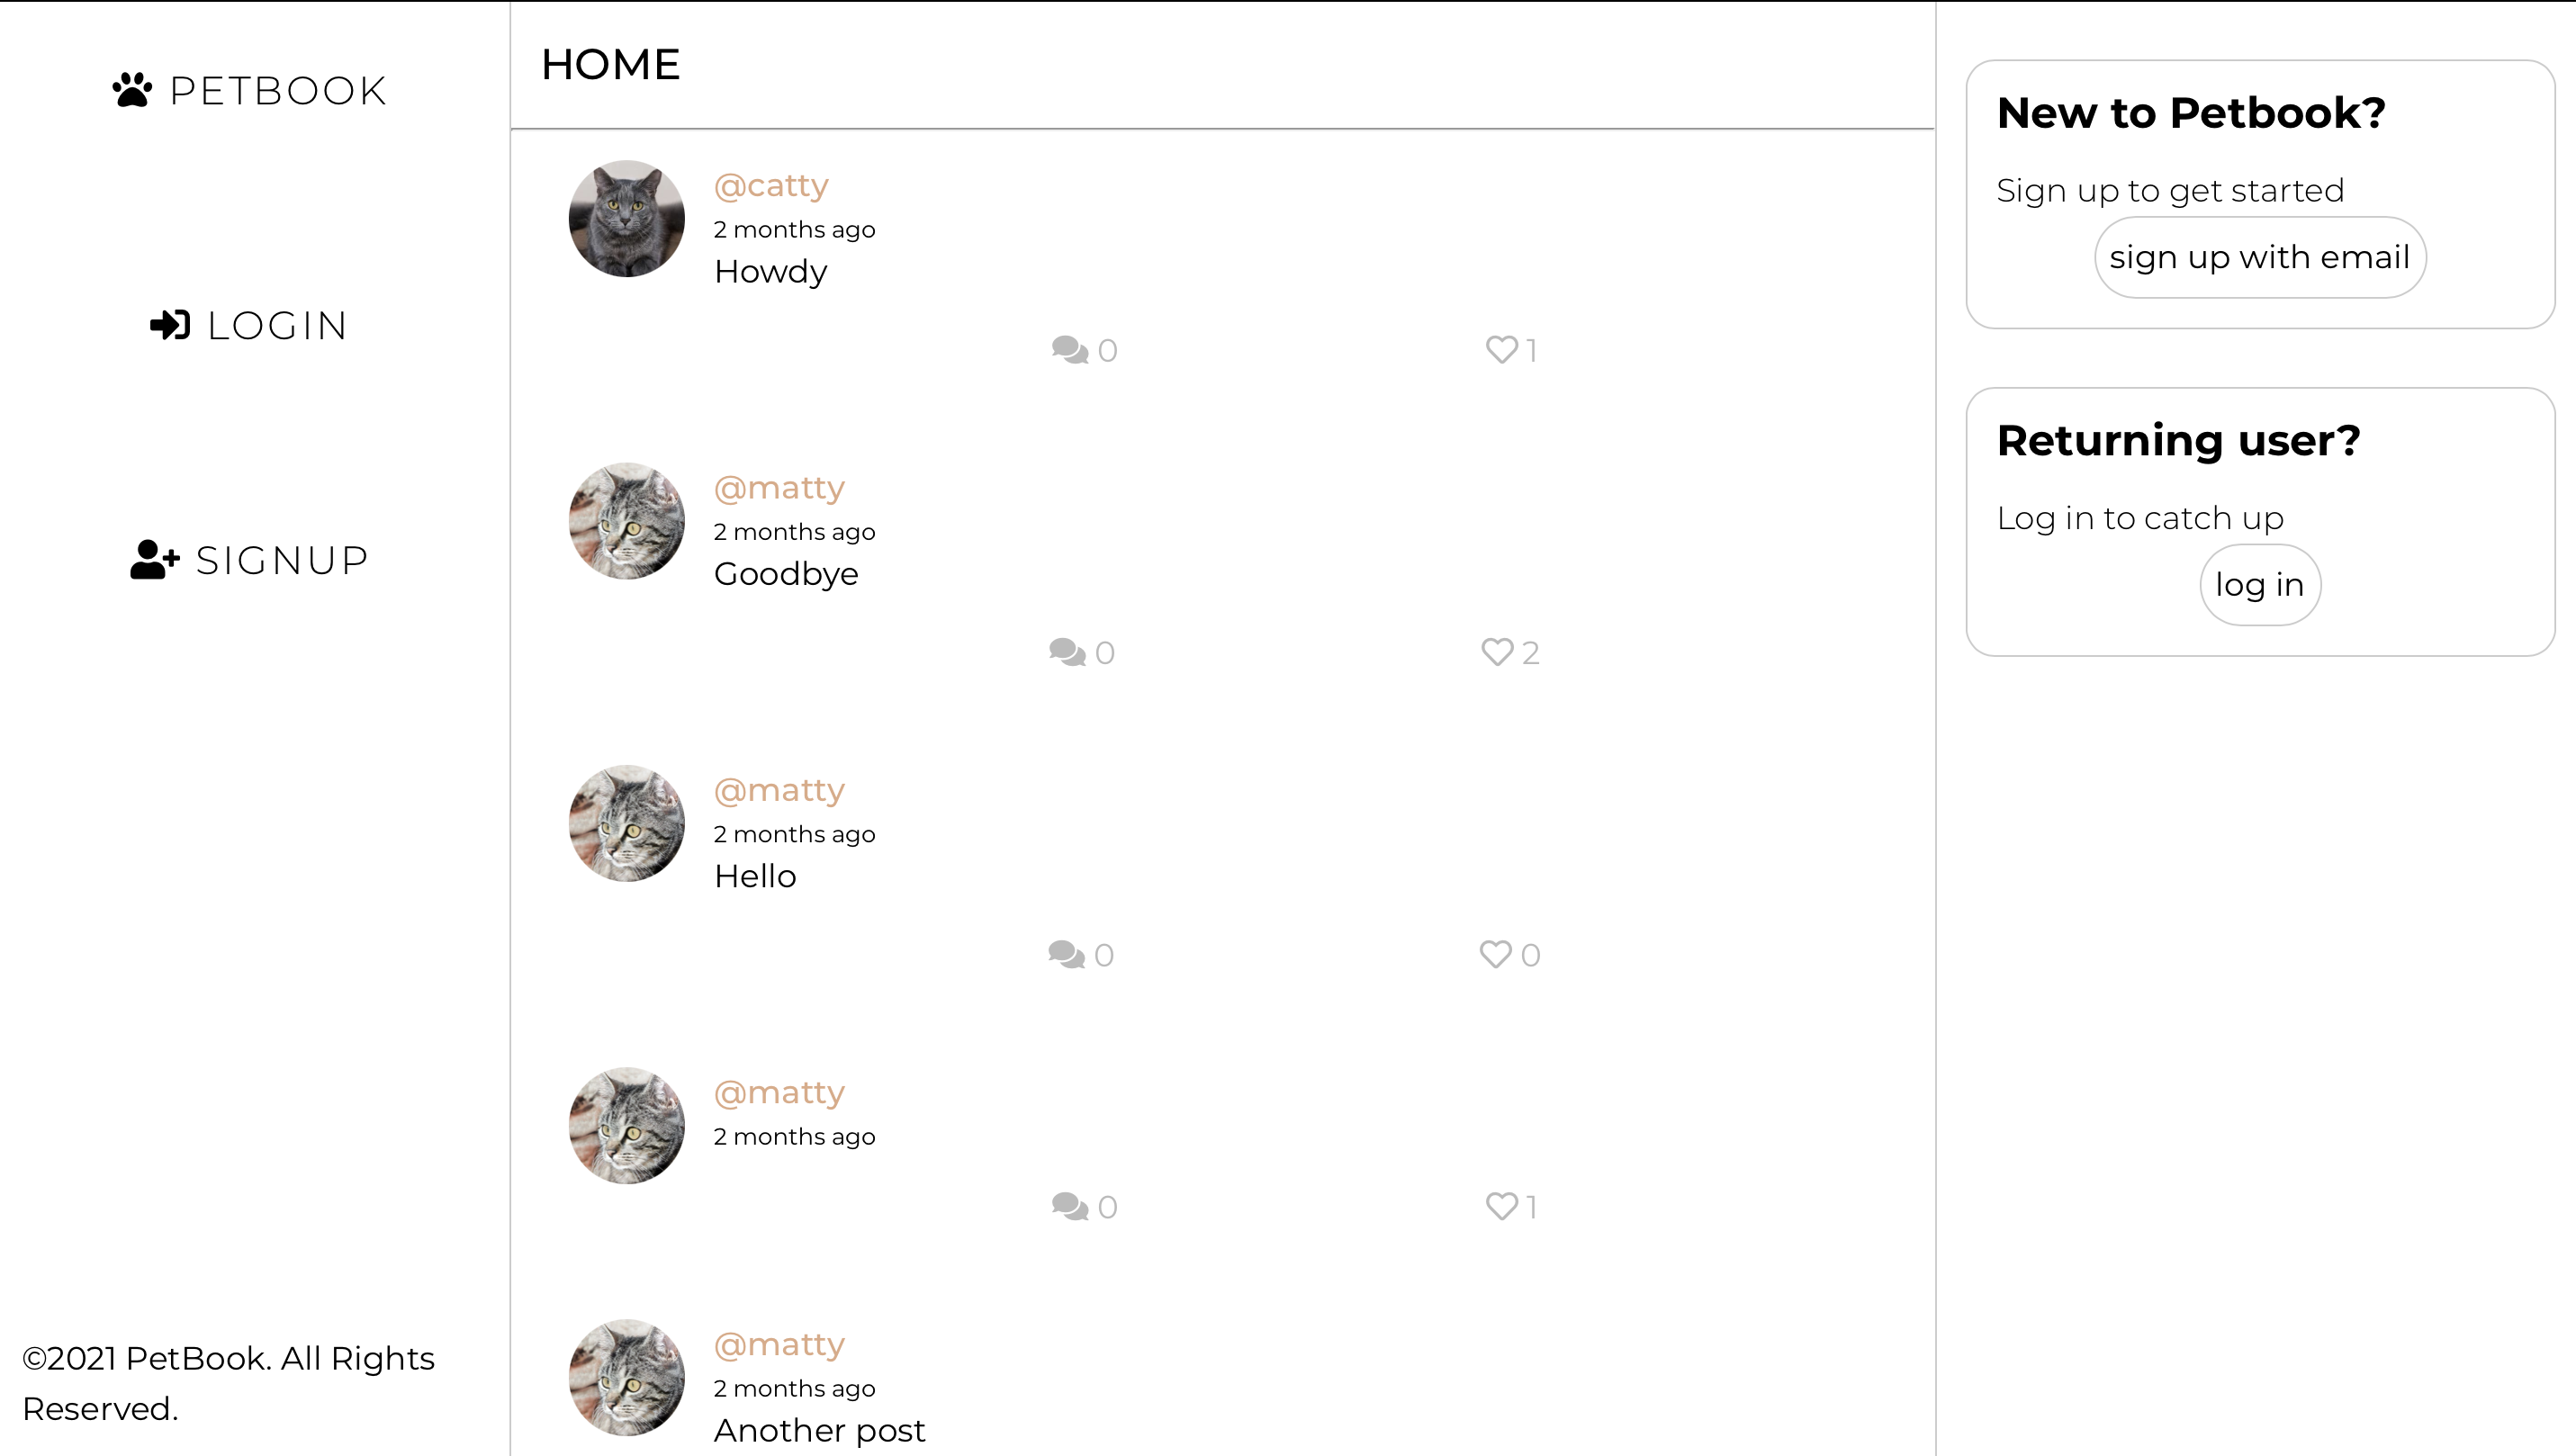 PETBOOK
LOGIN
SIGNUP
©2021 PetBook. All Rights
Reserved.
HOME
@catty
2 months ago
Howdy
0 1
@matty
2 months ago
Goodbye
0 2
@matty
2 months ago
Hello
0 0
@matty
2 months ago
0 1
@matty
2 months ago
Another post
New to Petbook?
Sign up to get started
sign up with email
Returning user?
Log in to catch up
log in